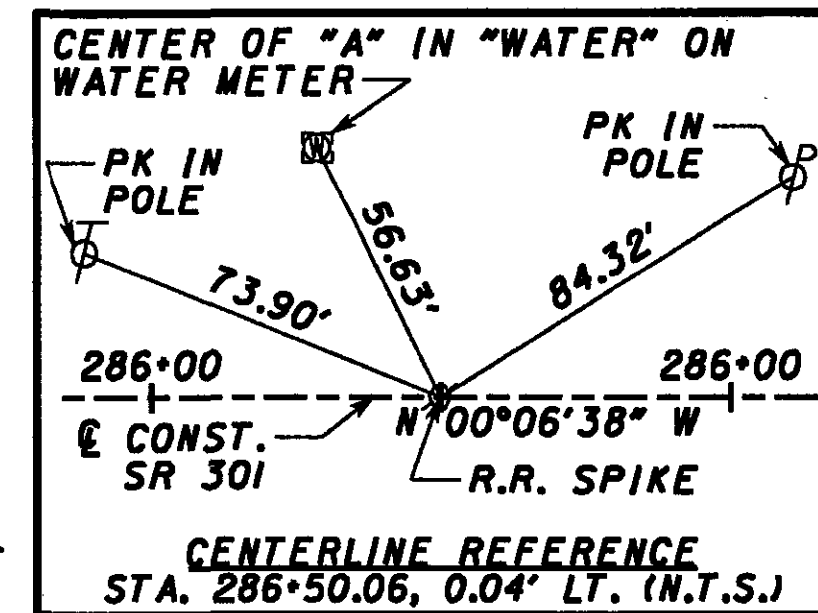 CENTER OF "A" IN "WATER" ON
WATER METER
W
PK IN
POLE
P
PK IN
POLE
T
73.90'
56.63'
84.32'
286+00
286+00
N 00°06'38" W
℄ CONST.
SR 301
R.R. SPIKE
CENTERLINE REFERENCE
STA. 286+50.06, 0.04' LT. (N.T.S.)